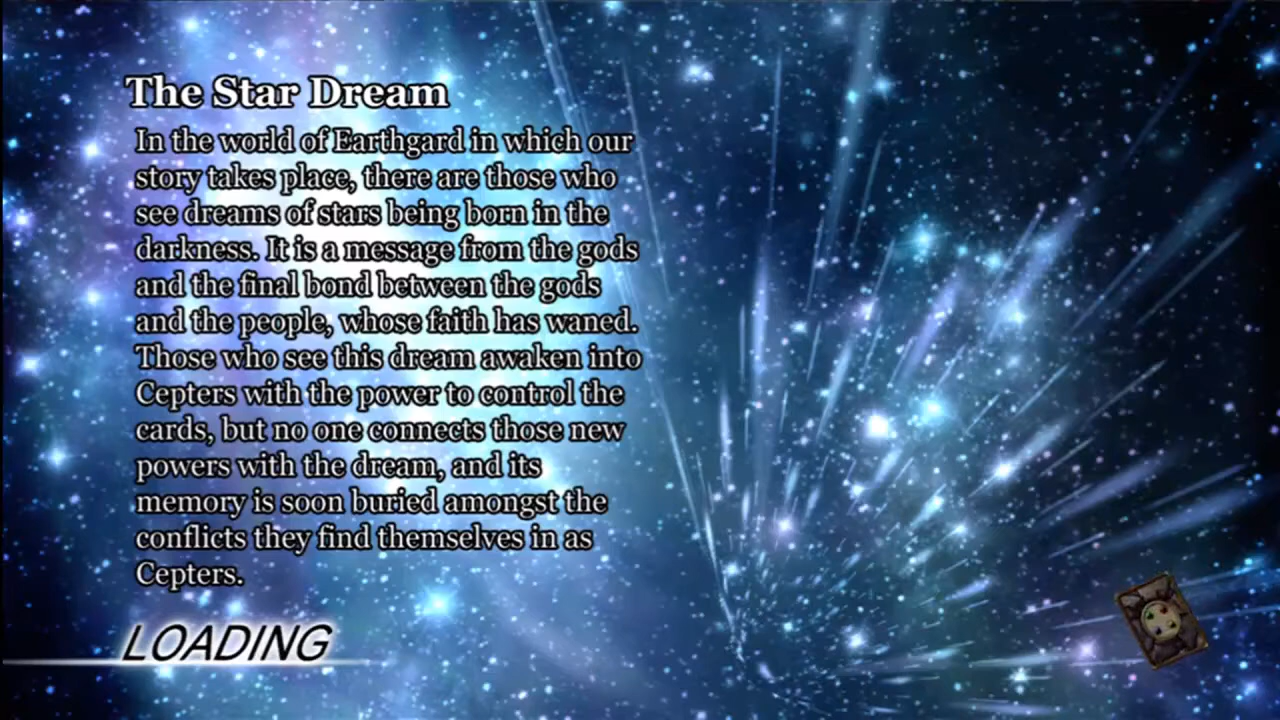 The Star Dream
In the world of Earthgard in which our
story takes place, there are those who
see dreams of stars being born in the
darkness. It is a message from the gods
and the final bond between the gods
and the people, whose faith has waned.
Those who see this dream awaken into
Cepters with the power to control the
cards, but no one connects those new
powers with the dream, and its
memory is soon buried amongst the
conflicts they find themselves in as
Cepters.
LOADING